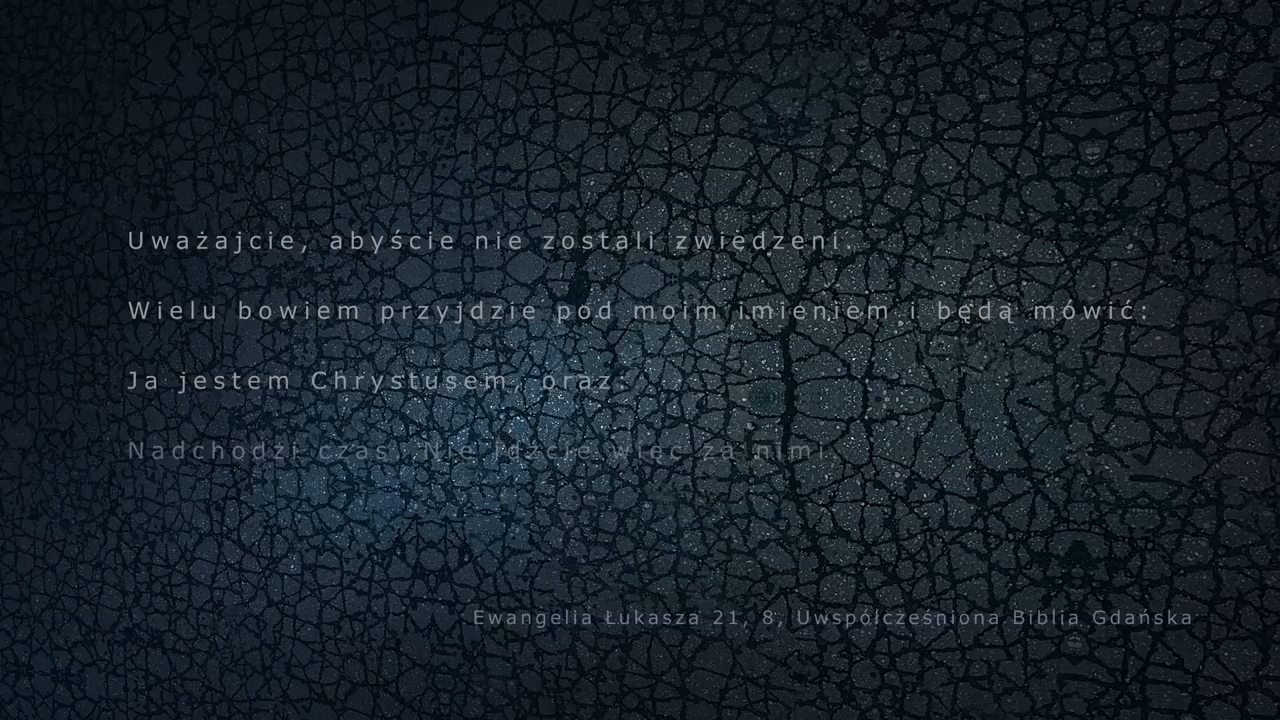 Uważajcie, abyście nie zostali zwiędzeni.
Wielu bowiem przyjdzie pod moim imieniem i będą mówić:
Ja jestem Chrystusem, oraz:
Nadchodzi czas. Nie idźcie więc za nimi.
Ewangelia Łukasza 21, 8, Uwspółcześniona Biblia Gdańska